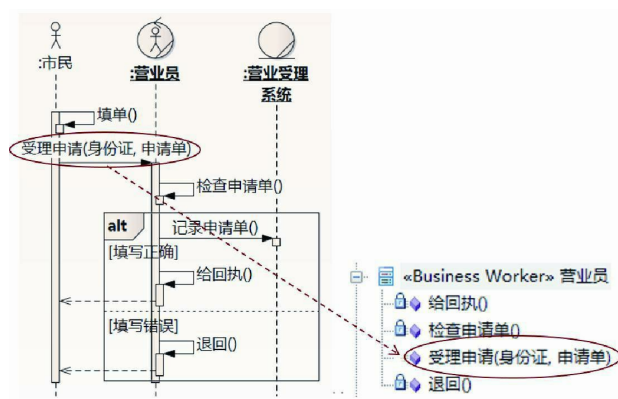 :市民
:营业员
:营业受理
系统
填单()
受理申请(身份证, 申请单)
检查申请单()
alt
记录申请单()
[填写正确]
给回执()
[填写错误]
退回()
«Business Worker» 营业员
给回执()
检查申请单()
受理申请(身份证, 申请单)
退回()